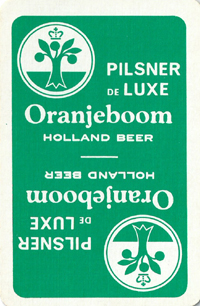 PILSNER
DE LUXE
Oranjeboom
HOLLAND BEER
HOLLAND BEER
Oranjeboom
DE LUXE
PILSNER